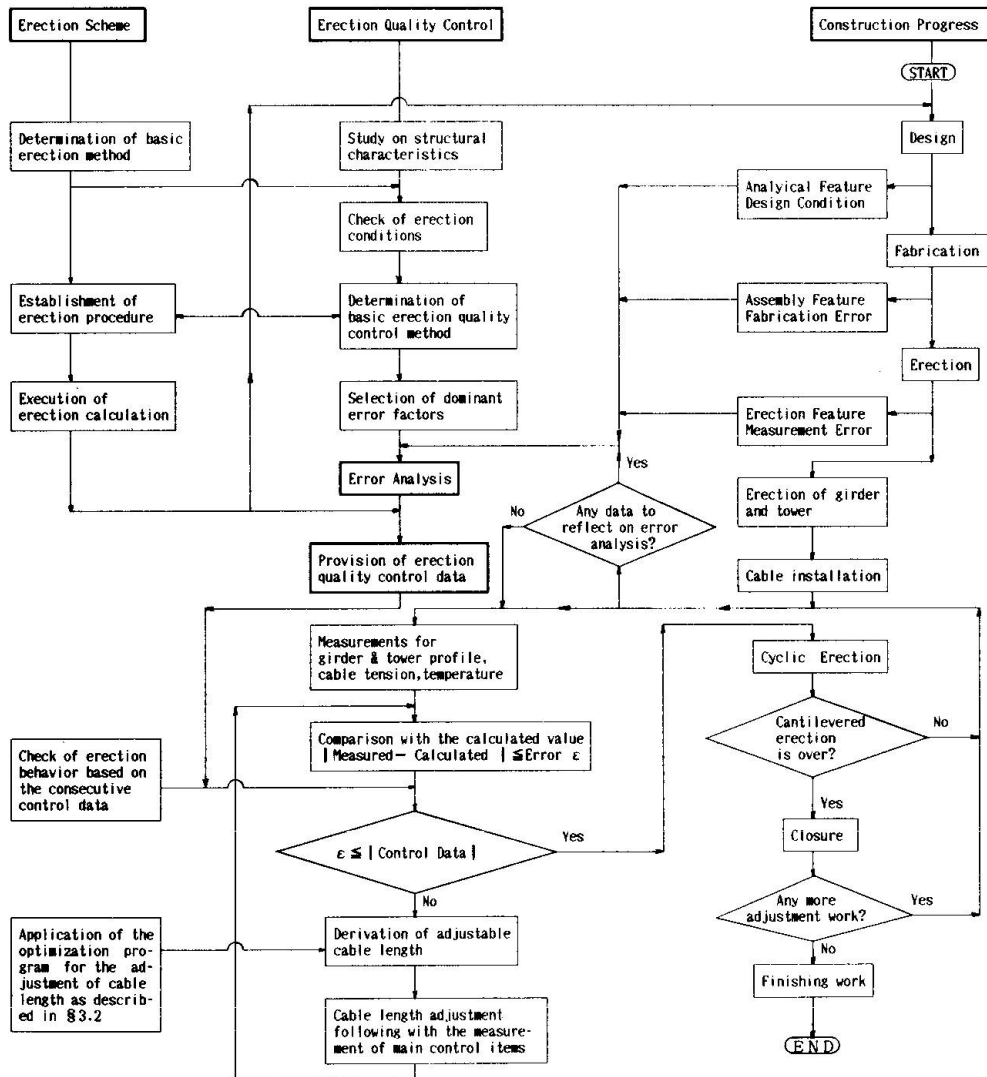 Erection Scheme
Erection Quality Control
Construction Progress
START
Determination of basic
erection method
Study on structural
characteristics
Design
Analyical Feature
Design Condition
Check of erection
conditions
Fabrication
Establishment of
erection procedure
Determination of
basic erection quality
control method
Assembly Feature
Fabrication Error
Erection
Execution of
erection calculation
Selection of dominant
error factors
Erection Feature
Measurement Error
Yes
Error Analysis
Erection of girder
and tower
No
Any data to
reflect on error
analysis?
Provision of erection
quality control data
Cable installation
Measurements for
girder & tower profile,
cable tension,temperature
Cyclic Erection
Cantilevered
erection
is over?
No
Comparison with the calculated value
| Measured— Calculated | ≦Error ε
Check of erection
behavior based on
the consecutive
control data
Yes
Yes
ε ≦ | Control Data |
Closure
No
Any more
adjustment work?
Yes
Application of the
optimization pro-
gram for the ad-
justment of cable
length as describ-
ed in §3.2
Derivation of adjustable
cable length
No
Finishing work
Cable length adjustment
following with the measure-
ment of main control items
END